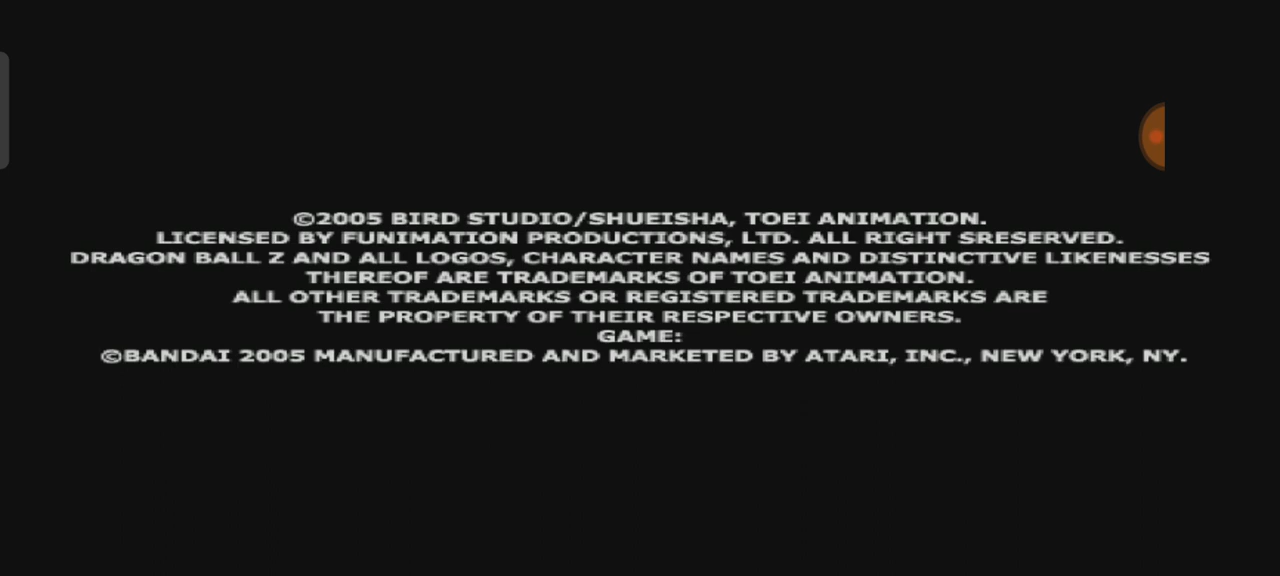 ©2005 BIRD STUDIO/SHUEISHA, TOEI ANIMATION.
LICENSED BY FUNIMATION PRODUCTIONS, LTD. ALL RIGHT SRESERVED.
DRAGON BALL Z AND ALL LOGOS, CHARACTER NAMES AND DISTINCTIVE LIKENESSES
THEREOF ARE TRADEMARKS OF TOEI ANIMATION.
ALL OTHER TRADEMARKS OR REGISTERED TRADEMARKS ARE
THE PROPERTY OF THEIR RESPECTIVE OWNERS.
GAME:
©BANDAI 2005 MANUFACTURED AND MARKETED BY ATARI, INC., NEW YORK, NY.